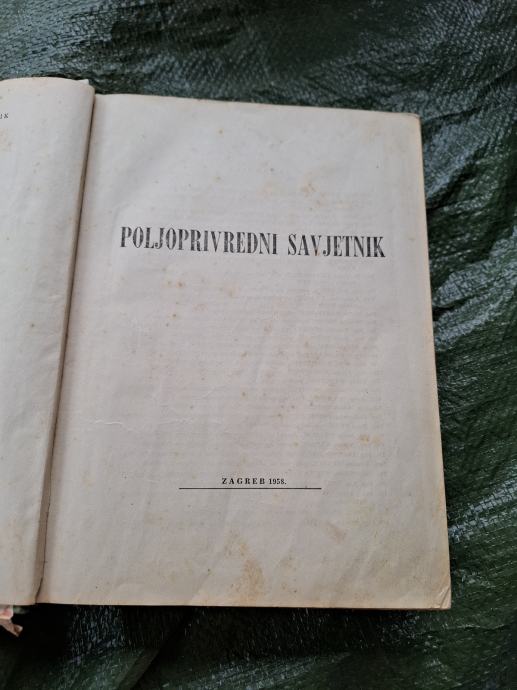 POLJOPRIVREDNI SAVJETNIK
ZAGREB 1958.